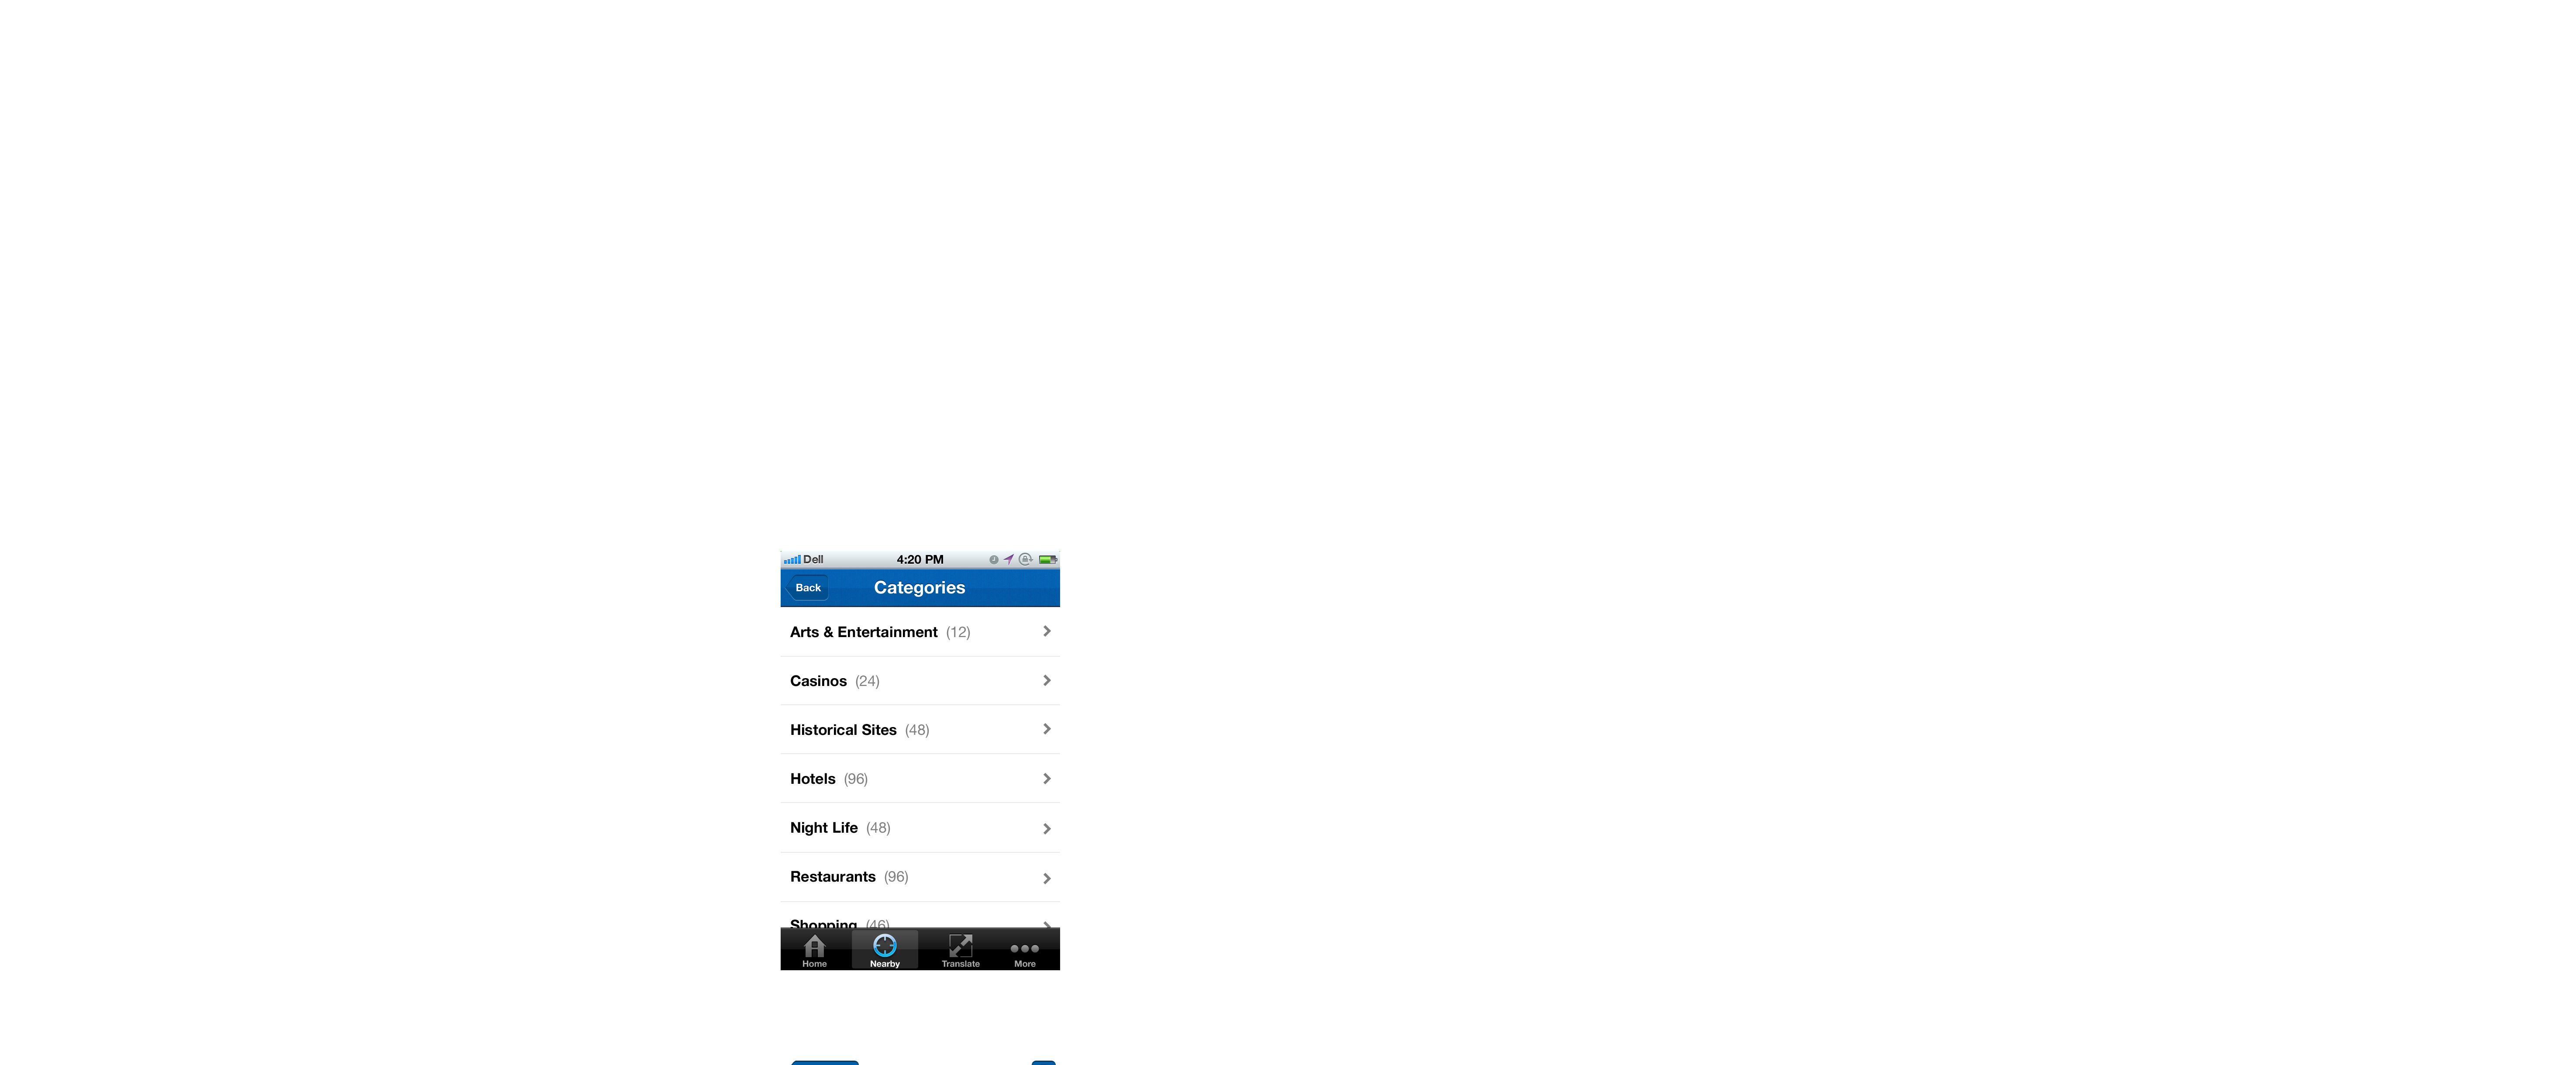 Dell 4:20 PM
Back Categories
Arts & Entertainment (12)
Casinos (24)
Historical Sites (48)
Hotels (96)
Night Life (48)
Restaurants (96)
Shopping (46)
Home Nearby Translate More